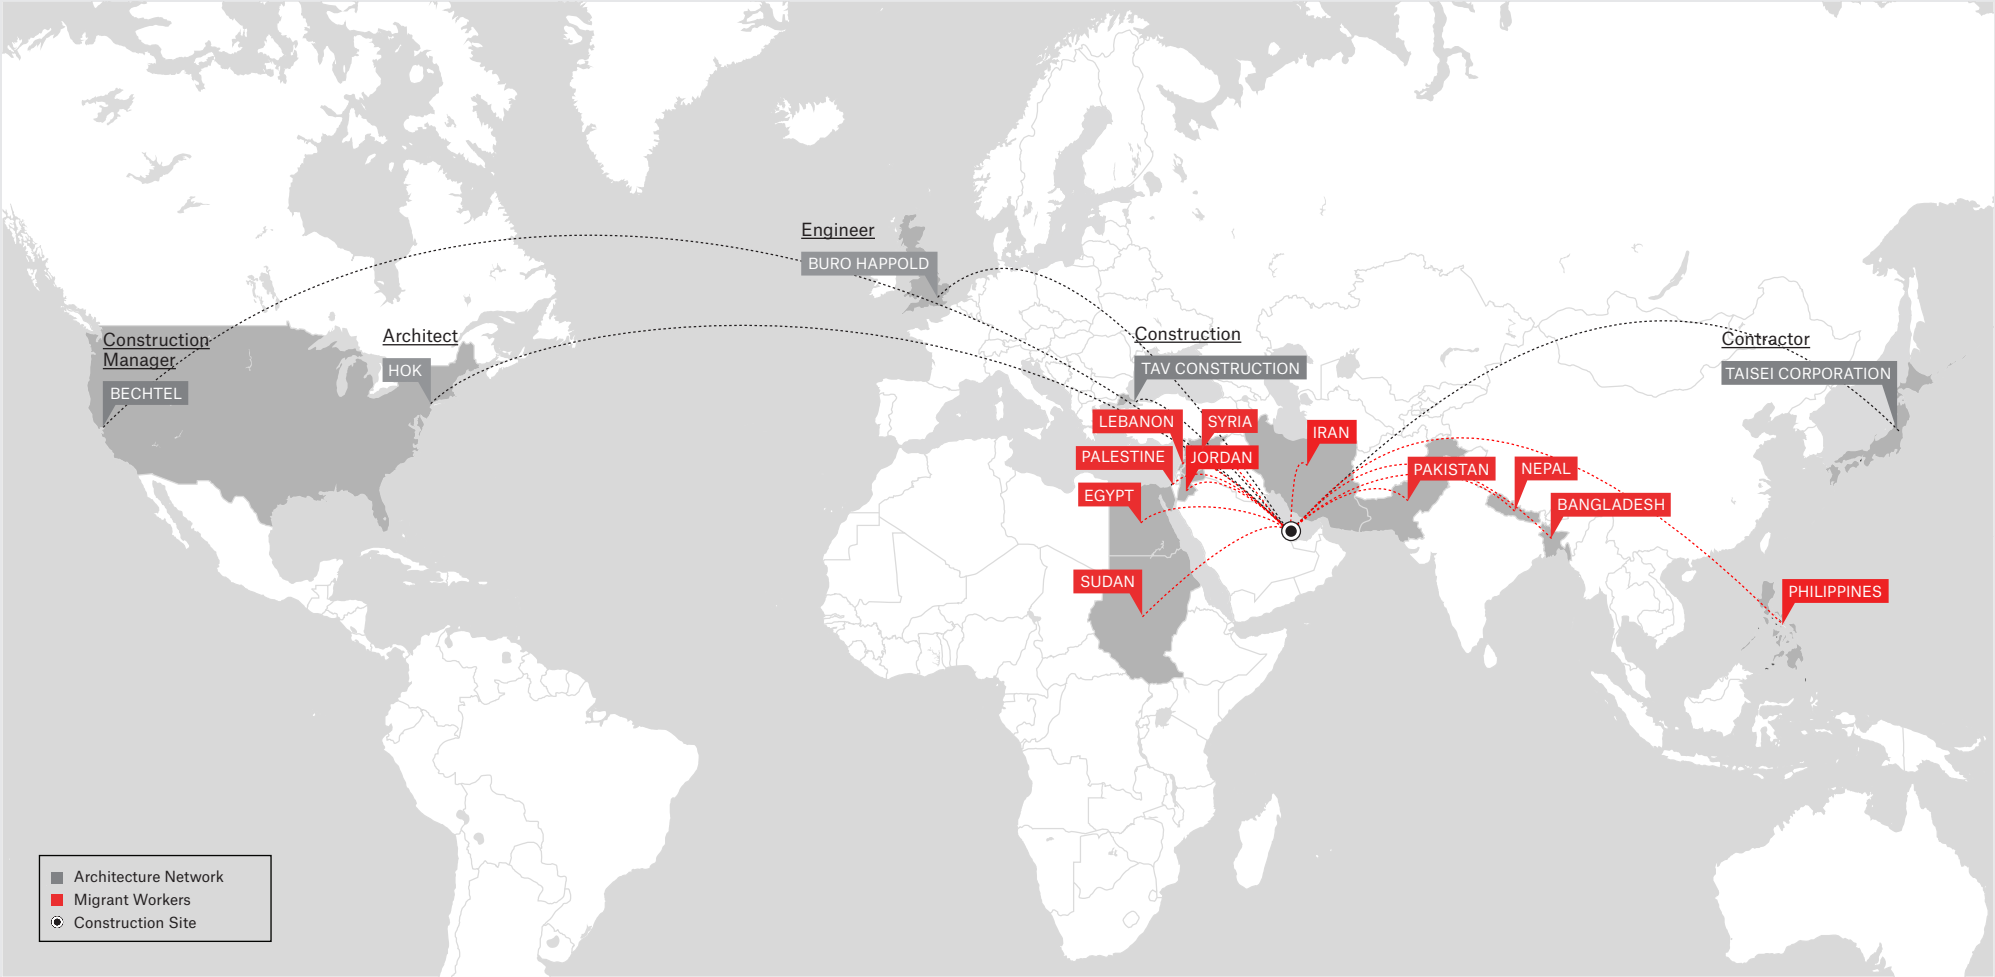 Engineer
BURO HAPPOLD
Construction
Manager
BECHTEL
Architect
HOK
Construction
TAV CONSTRUCTION
Contractor
TAISEI CORPORATION
LEBANON
SYRIA
IRAN
PALESTINE
JORDAN
PAKISTAN
NEPAL
EGYPT
BANGLADESH
SUDAN
PHILIPPINES
Architecture Network
Migrant Workers
Construction Site